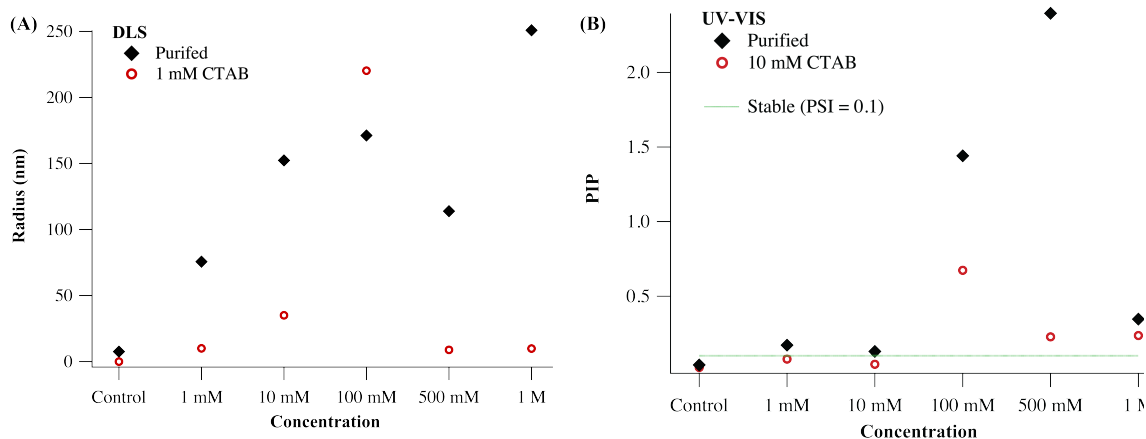 (A)
DLS
Purifed
1 mM CTAB
250
200
150
100
50
0
Radius (nm)
Control
1 mM
10 mM
100 mM
500 mM
1 M
Concentration
(B)
UV-VIS
Purified
10 mM CTAB
Stable (PSI = 0.1)
2.0
1.5
1.0
0.5
PIP
Control
1 mM
10 mM
100 mM
500 mM
1 M
Concentration